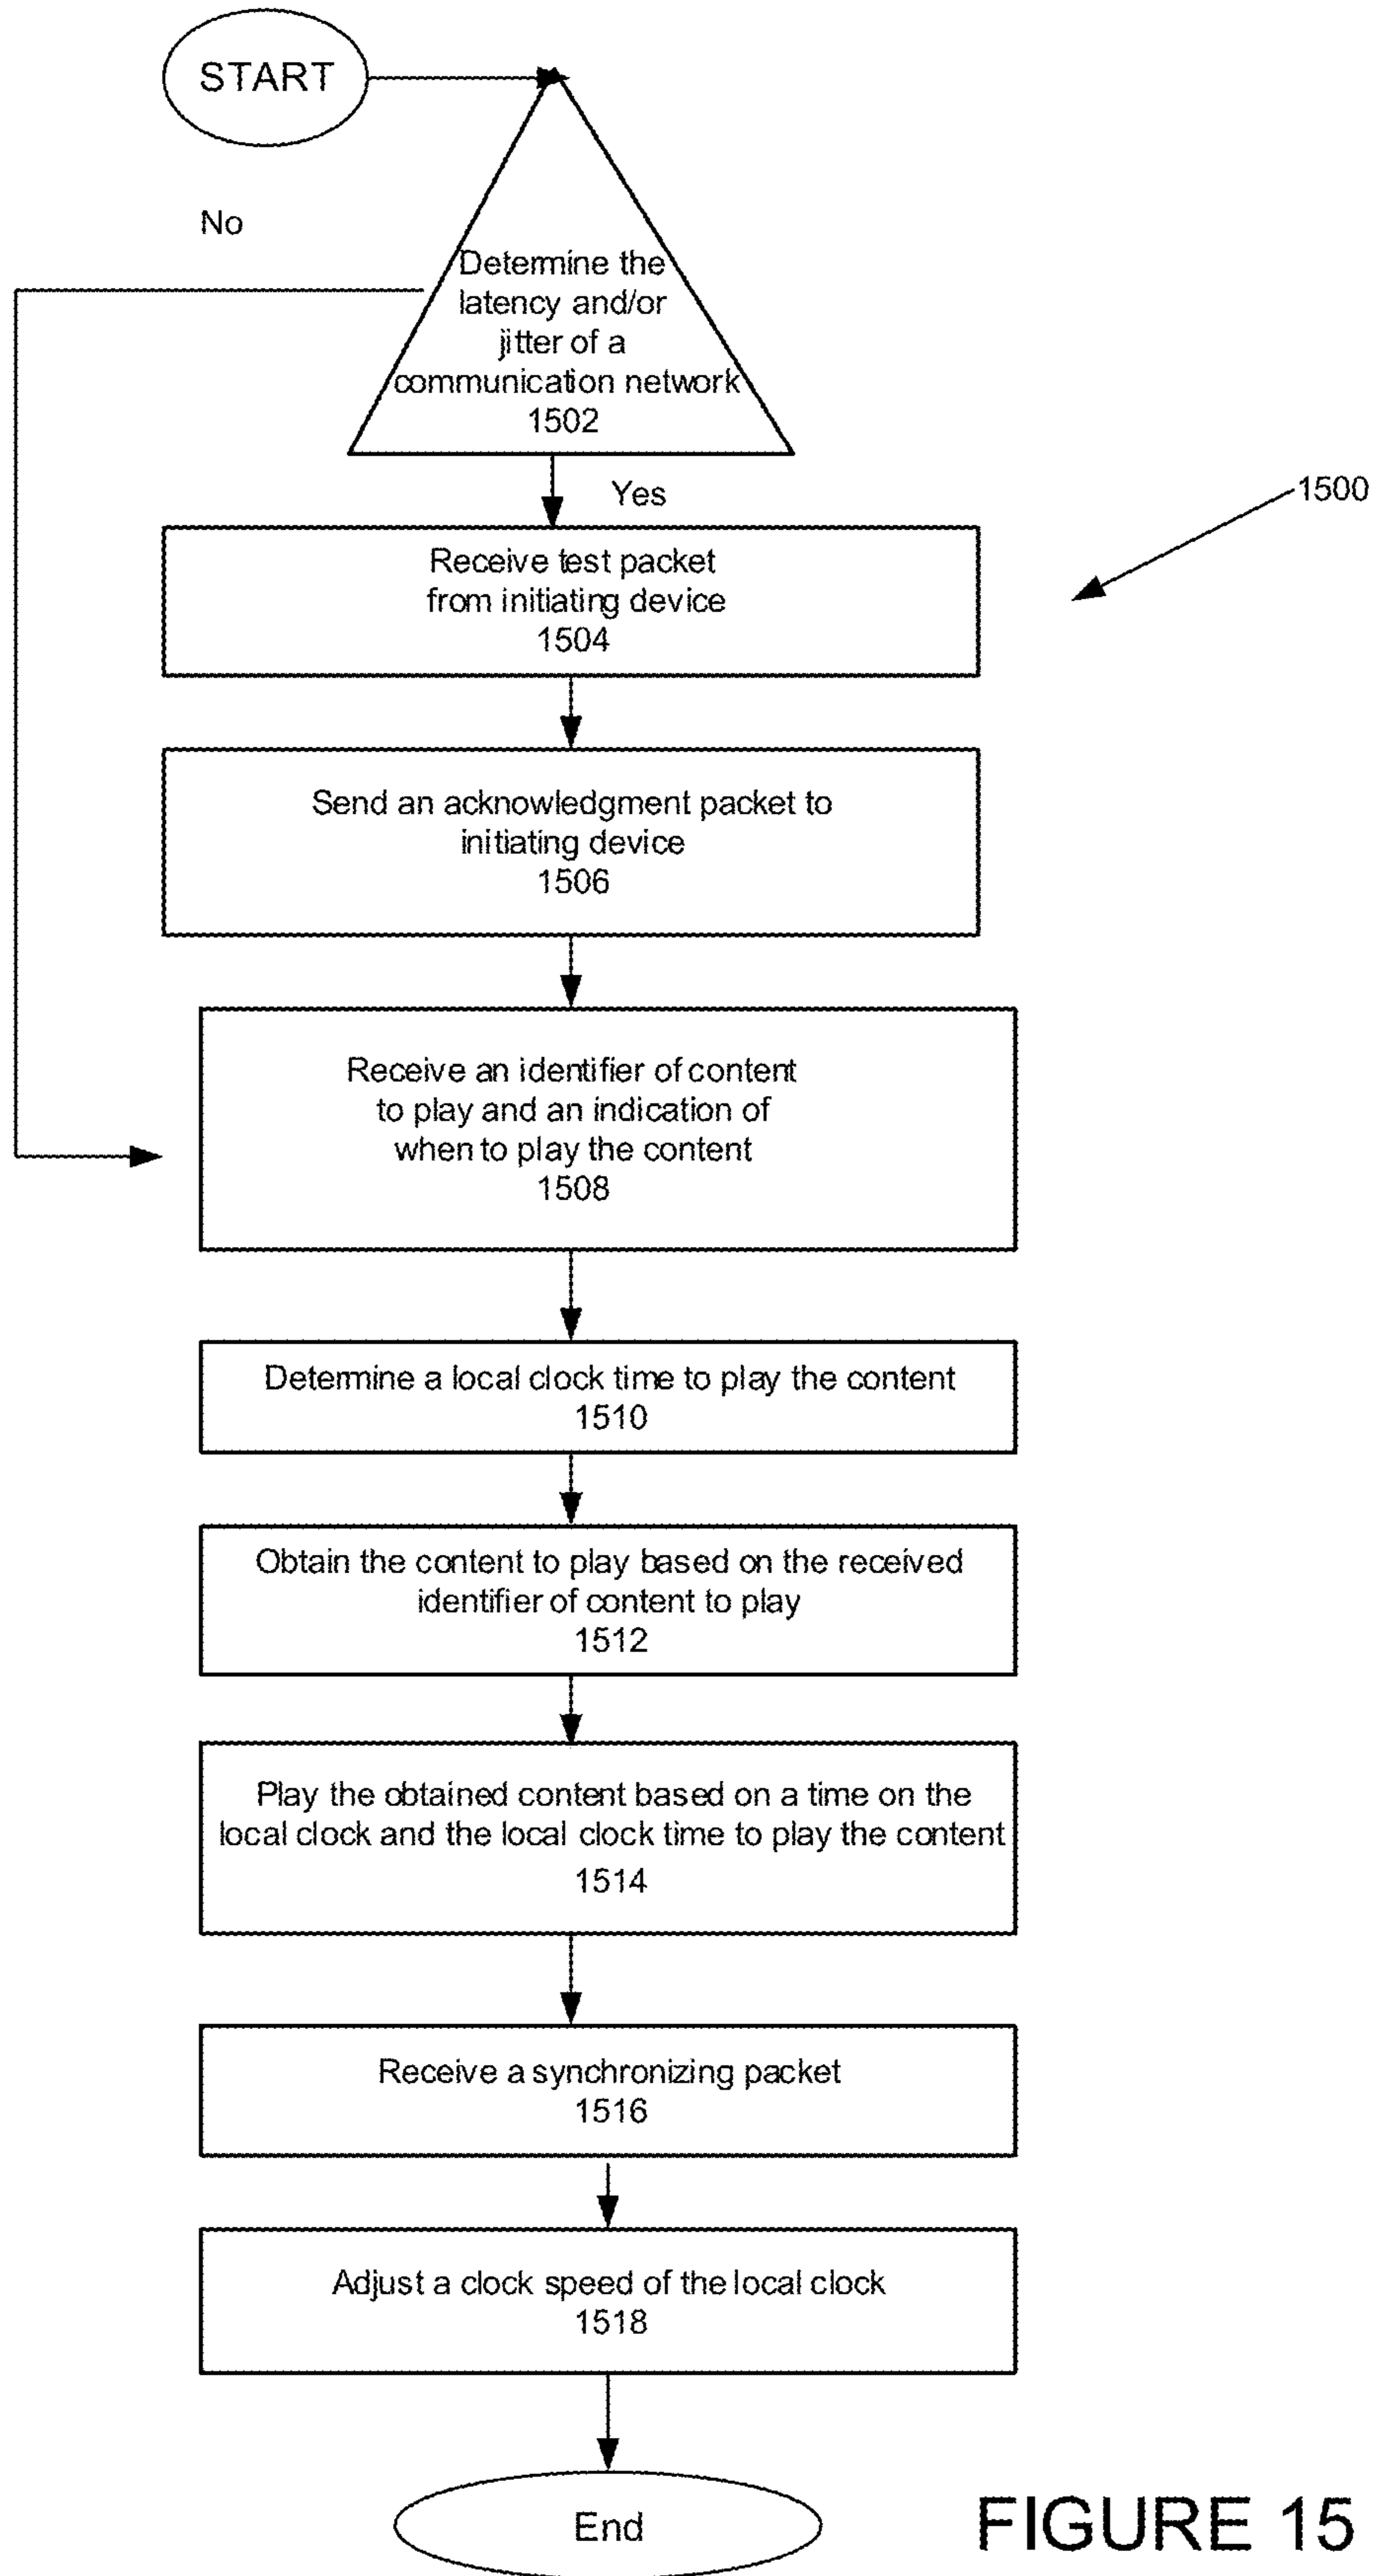 START
No
Determine the
latency and/or
jitter of a
communication network
1502
Yes
1500
Receive test packet
from initiating device
1504
Send an acknowledgment packet to
initiating device
1506
Receive an identifier of content
to play and an indication of
when to play the content
1508
Determine a local clock time to play the content
1510
Obtain the content to play based on the received
identifier of content to play
1512
Play the obtained content based on a time on the
local clock and the local clock time to play the content
1514
Receive a synchronizing packet
1516
Adjust a clock speed of the local clock
1518
End
FIGURE 15